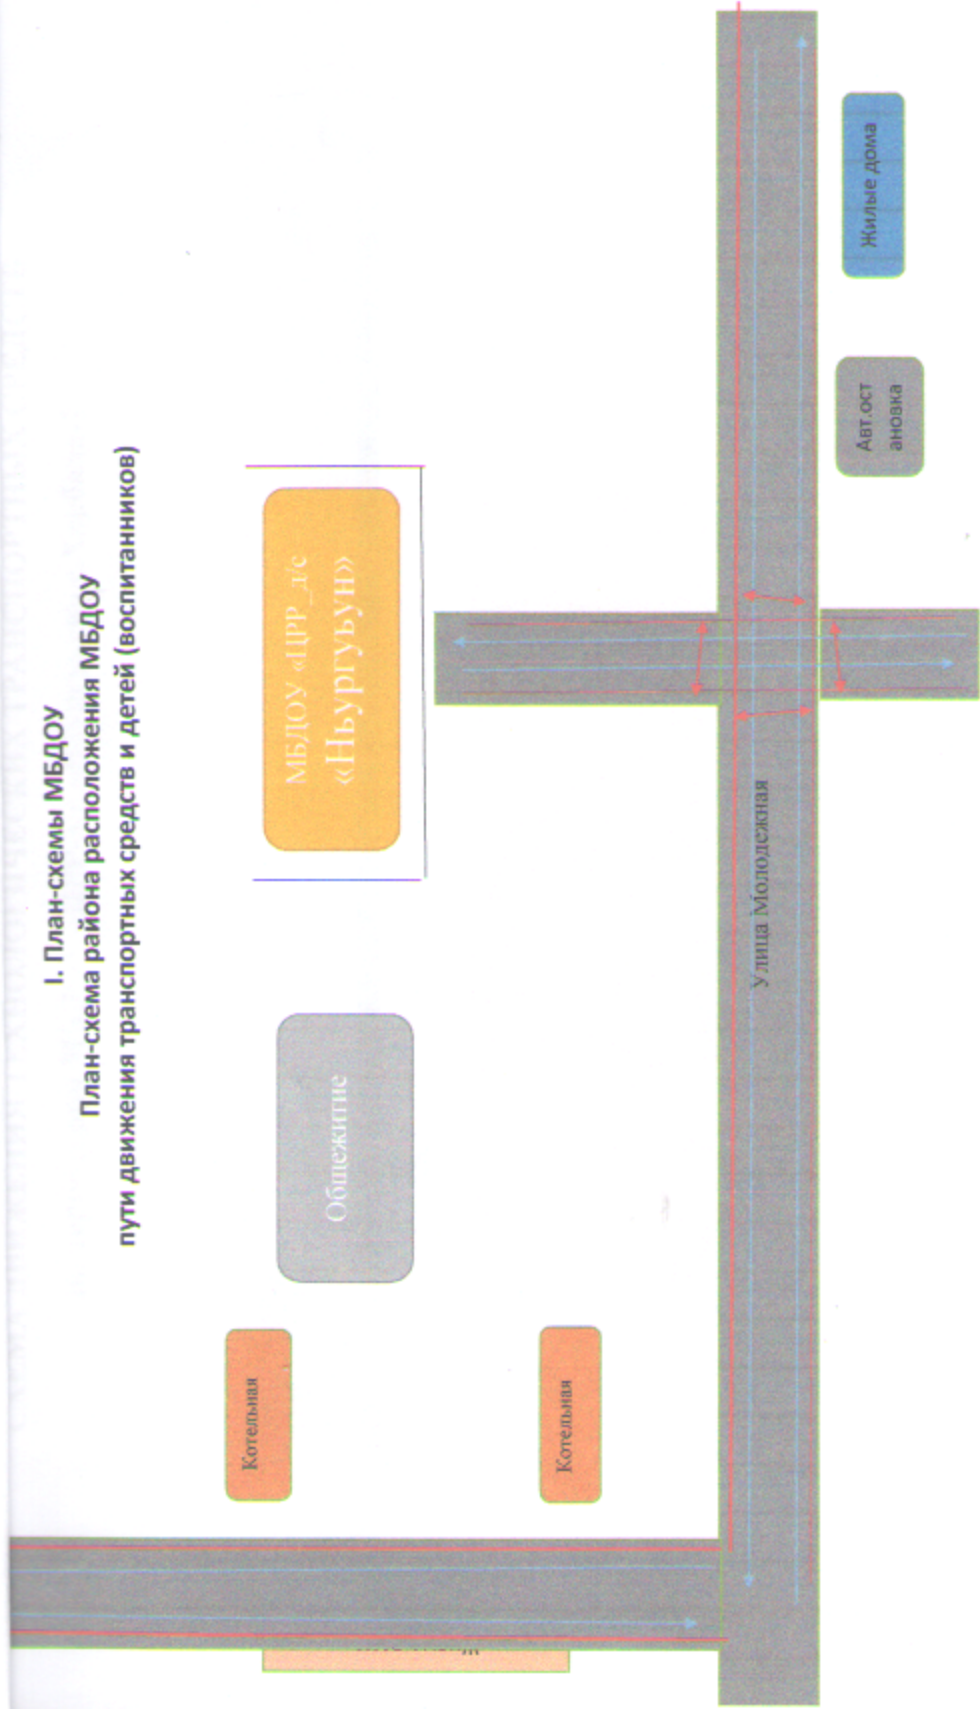 I. План-схемы МБДОУ
План-схема района расположения МБДОУ
пути движения транспортных средств и детей (воспитанников)
МБДОУ «ЦРР_д/с
«Ньургуһун»
Общежитие
Котельная
Котельная
Улица Молодежная
Авт.ост
ановка
Жилые дома